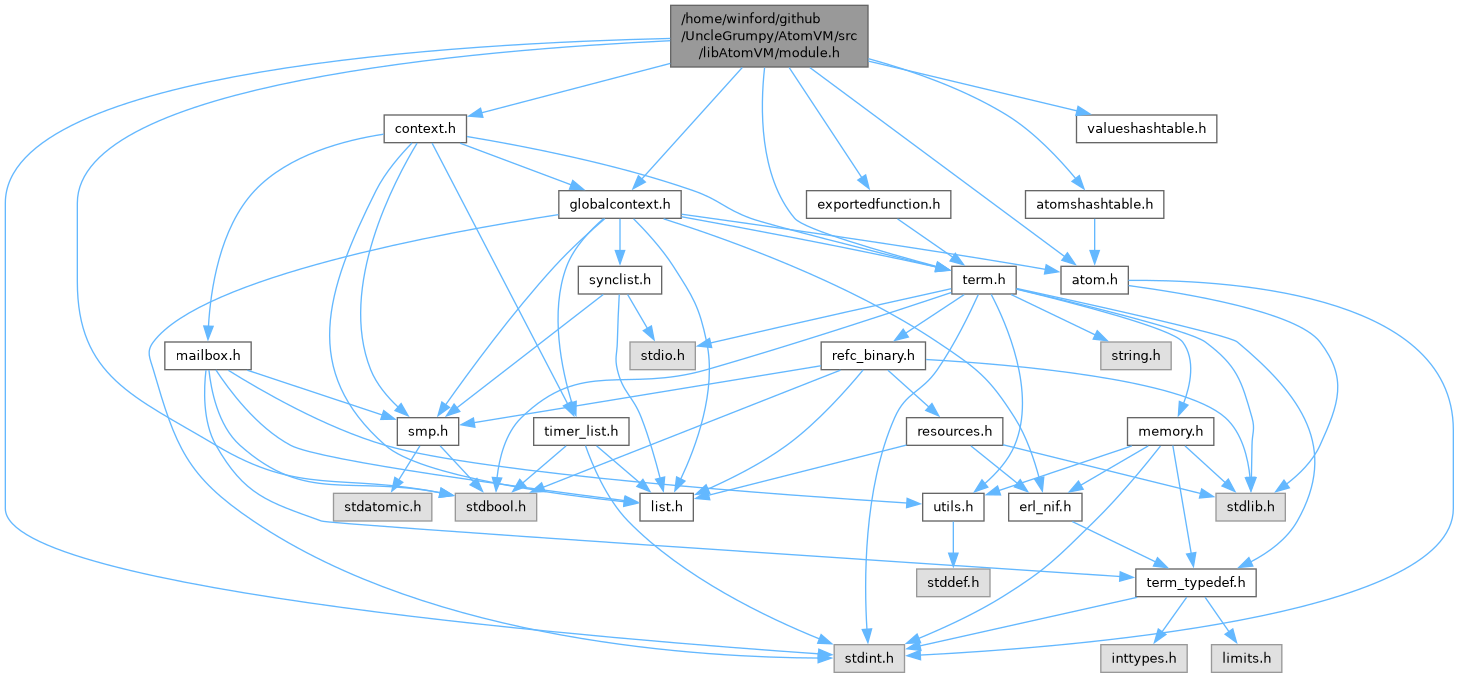 /home/winford/github
/UncleGrumpy/AtomVM/src
/libAtomVM/module.h
context.h
valueshashtable.h
globalcontext.h
exportedfunction.h
atomshashtable.h
synclist.h
term.h
atom.h
mailbox.h
stdio.h
refc_binary.h
string.h
smp.h
timer_list.h
resources.h
memory.h
stdatomic.h
stdbool.h
list.h
utils.h
erl_nif.h
stdlib.h
stddef.h
term_typedef.h
stdint.h
inttypes.h
limits.h